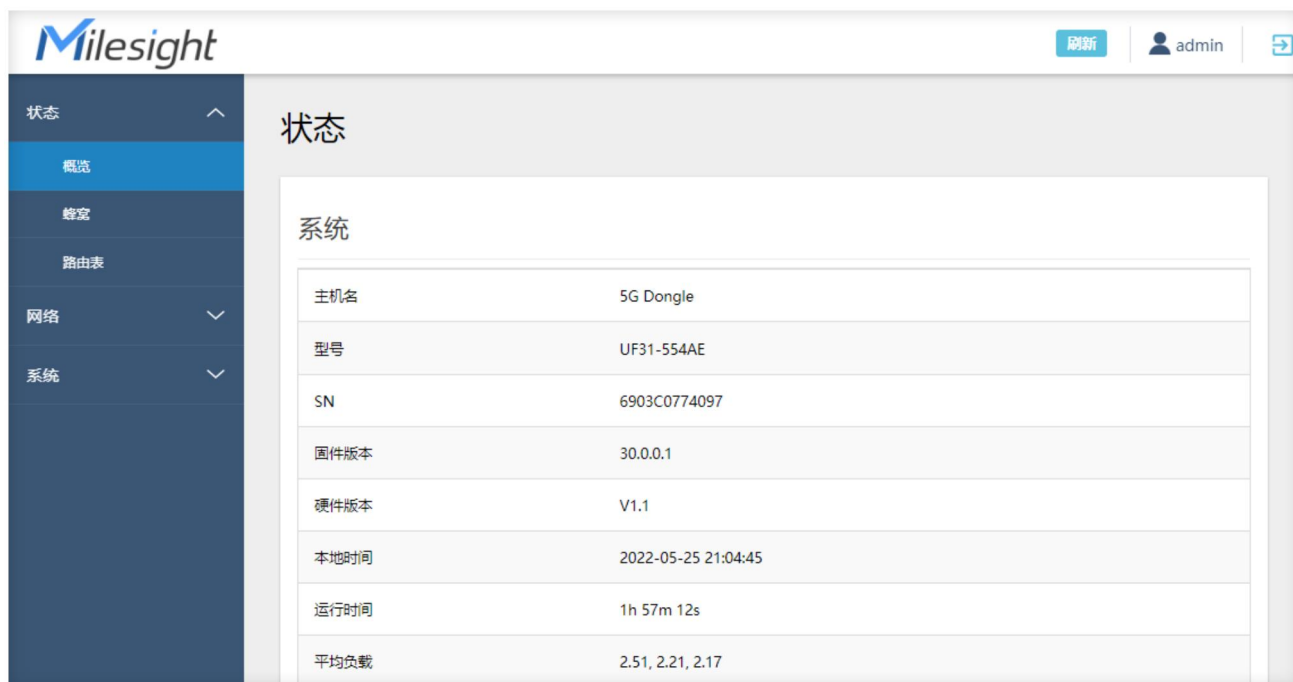 Milesight
刷新
admin
状态
概览
蜂窝
路由表
网络
系统
状态
系统
主机名 5G Dongle
型号 UF31-554AE
SN 6903C0774097
固件版本 30.0.0.1
硬件版本 V1.1
本地时间 2022-05-25 21:04:45
运行时间 1h 57m 12s
平均负载 2.51, 2.21, 2.17